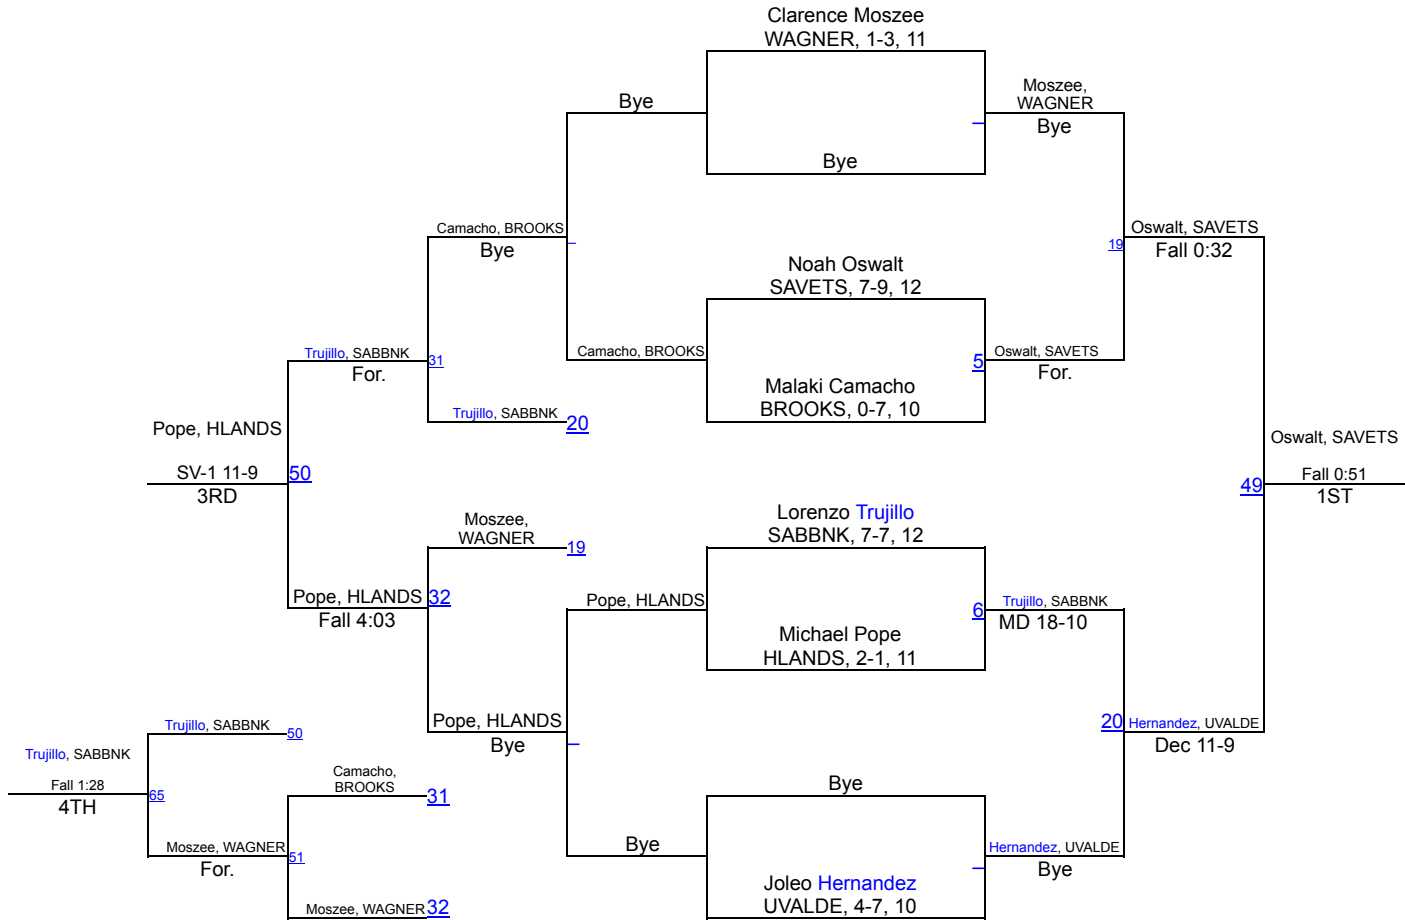 Clarence Moszee
WAGNER, 1-3, 11
Bye
Moszee,
WAGNER
Bye
Bye
Camacho, BROOKS
Bye
Oswalt, SAVETS
19
Fall 0:32
Noah Oswalt
SAVETS, 7-9, 12
Trujillo, SABBNK
31
For.
Camacho, BROOKS
5
Oswalt, SAVETS
For.
Malaki Camacho
BROOKS, 0-7, 10
Trujillo, SABBNK
20
Pope, HLANDS
SV-1 11-9
50
3RD
Oswalt, SAVETS
Fall 0:51
49
1ST
Moszee,
WAGNER
19
Lorenzo Trujillo
SABBNK, 7-7, 12
Pope, HLANDS
32
Fall 4:03
Pope, HLANDS
6
Trujillo, SABBNK
MD 18-10
Michael Pope
HLANDS, 2-1, 11
Pope, HLANDS
Bye
20
Hernandez, UVALDE
Dec 11-9
Trujillo, SABBNK
50
Trujillo, SABBNK
Fall 1:28
65
4TH
Camacho,
BROOKS
31
Bye
Moszee, WAGNER
51
For.
Bye
Hernandez, UVALDE
Bye
Joleo Hernandez
UVALDE, 4-7, 10
Moszee, WAGNER
32